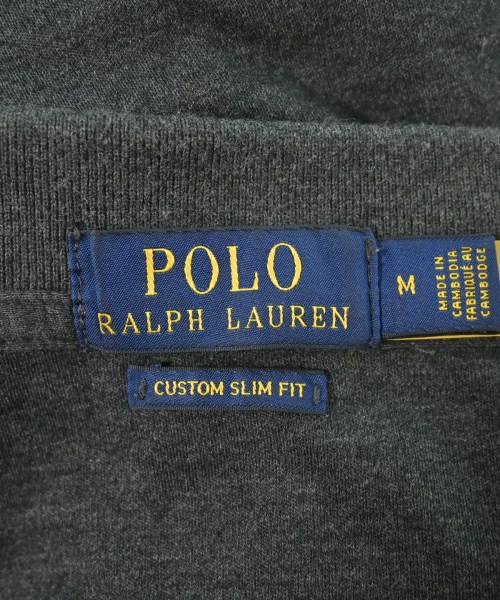 POLO
RALPH LAUREN
CUSTOM SLIM FIT
M
MADE IN
CAMBODIA
FABRIQUÉ AU
CAMBODGE